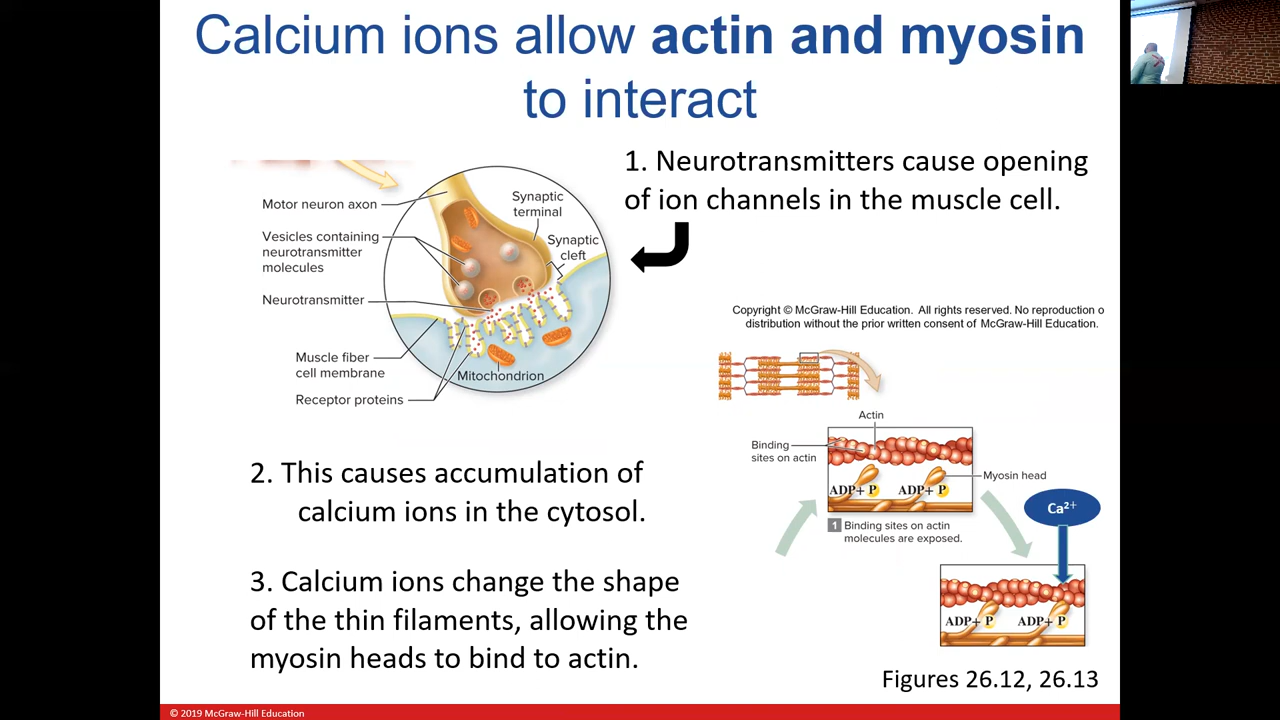 Calcium ions allow actin and myosin
to interact
1. Neurotransmitters cause opening
of ion channels in the muscle cell.
Motor neuron axon
Synaptic
terminal
Vesicles containing
neurotransmitter
molecules
Synaptic
cleft
Neurotransmitter
Muscle fiber
cell membrane
Mitochondrion
Receptor proteins
Copyright © McGraw-Hill Education. All rights reserved. No reproduction o
distribution without the prior written consent of McGraw-Hill Education.
Actin
Binding
sites on actin
Myosin head
ADP+ P
ADP+ P
1 Binding sites on actin
molecules are exposed.
Ca²⁺
ADP+ P
ADP+ P
2. This causes accumulation of
calcium ions in the cytosol.
3. Calcium ions change the shape
of the thin filaments, allowing the
myosin heads to bind to actin.
Figures 26.12, 26.13
© 2019 McGraw-Hill Education